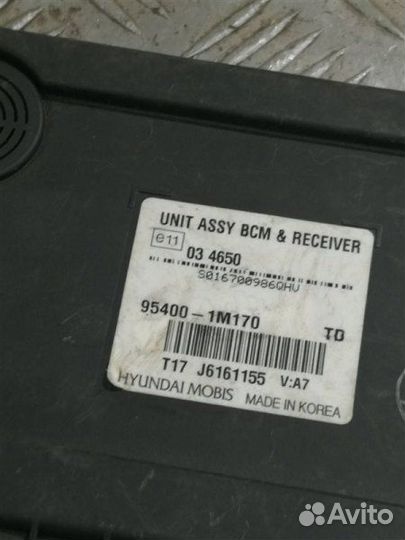 UNIT ASSY BCM & RECEIVER
e11 03 4650
S016700986QHV
95400-1M170 TD
T17 J6161155 V:A7
HYUNDAI MOBIS MADE IN KOREA
Avito